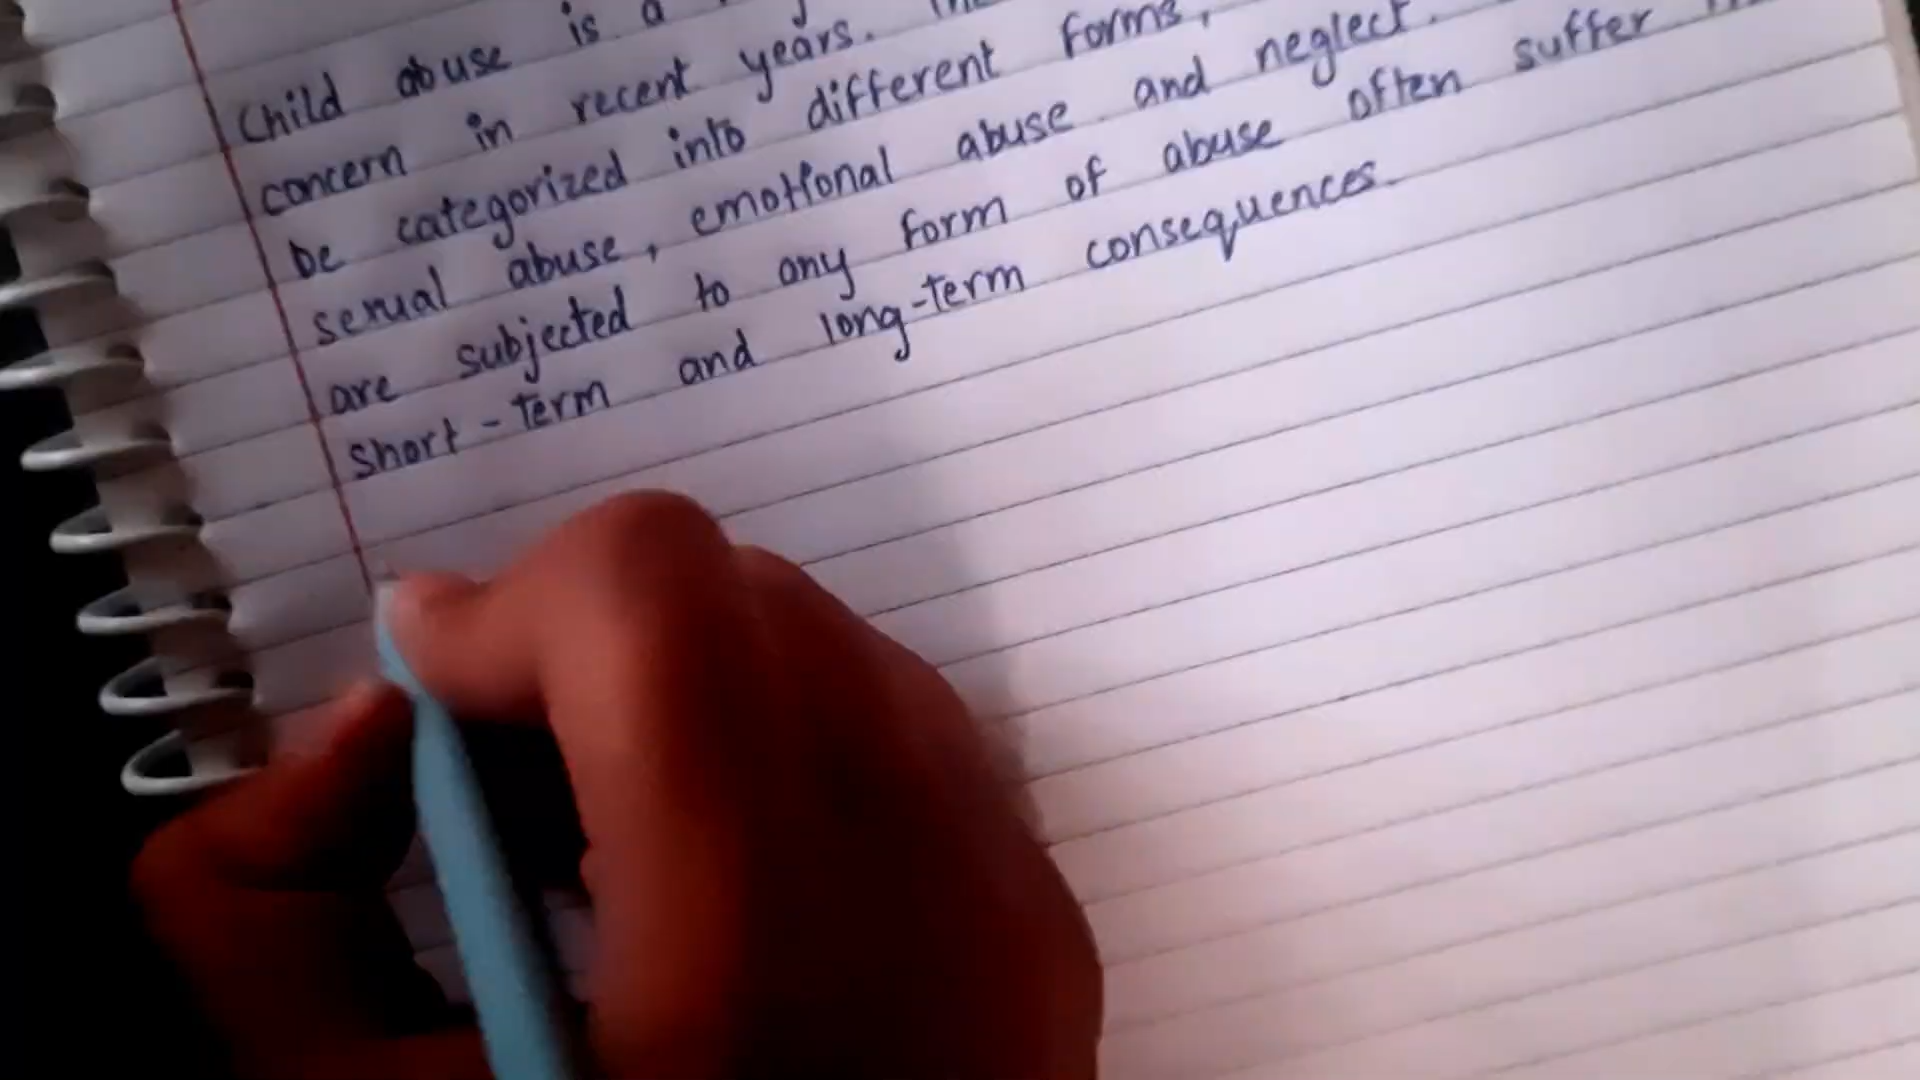 Child abuse is a
concern in recent years.
be categorized into different forms,
sexual abuse, emotional abuse and neglect.
are subjected to any form of abuse often suffer
short-term and long-term consequences.